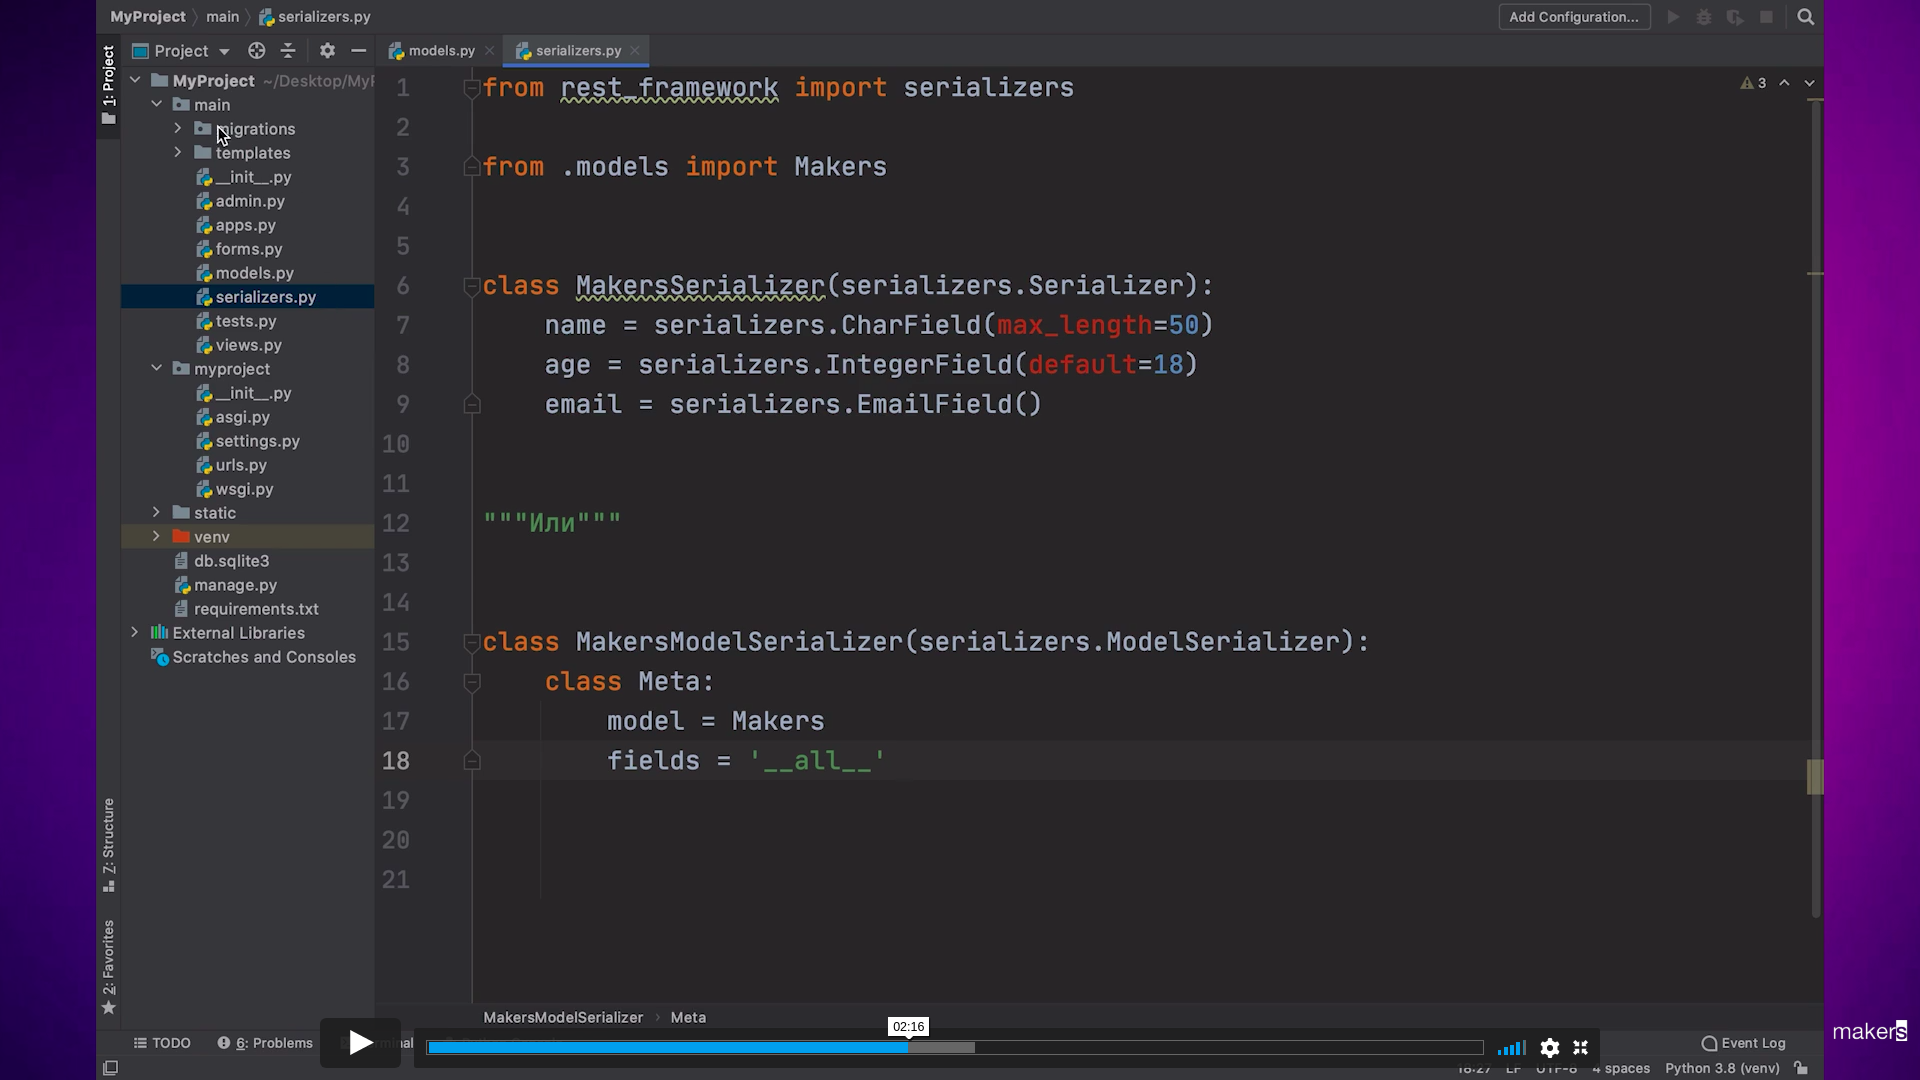 MyProject main serializers.py
Add Configuration...
1: Project
Project
models.py
serializers.py
MyProject ~/Desktop/MyP
main
migrations
templates
__init__.py
admin.py
apps.py
forms.py
models.py
serializers.py
tests.py
views.py
myproject
__init__.py
asgi.py
settings.py
urls.py
wsgi.py
static
venv
db.sqlite3
manage.py
requirements.txt
External Libraries
Scratches and Consoles
Z: Structure
2: Favorites
3
1 from rest_framework import serializers
2
3 from .models import Makers
4
5
6 class MakersSerializer(serializers.Serializer):
7 name = serializers.CharField(max_length=50)
8 age = serializers.IntegerField(default=18)
9 email = serializers.EmailField()
10
11
12 """Или"""
13
14
15 class MakersModelSerializer(serializers.ModelSerializer):
16 class Meta:
17 model = Makers
18 fields = '__all__'
19
20
21
MakersModelSerializer Meta
02:16
TODO
6: Problems
Event Log
18:27 LF UTF-8 4 spaces Python 3.8 (venv)
makers